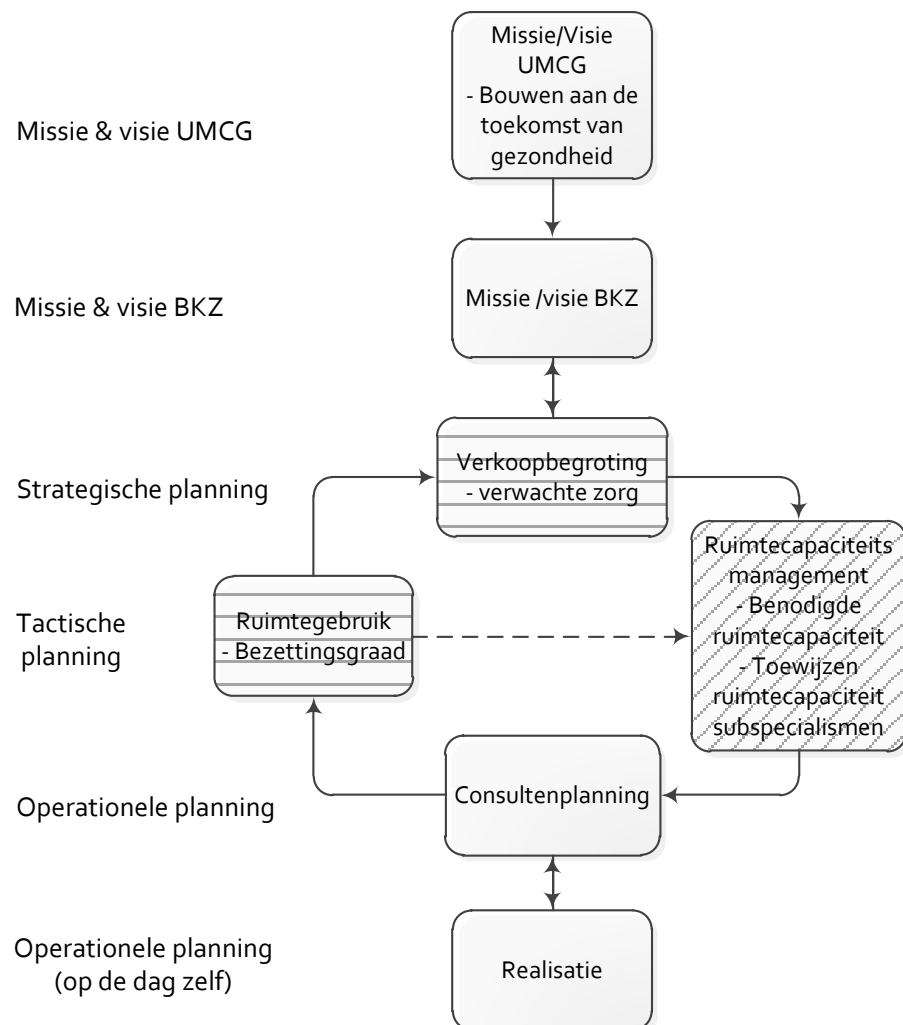 Missie/Visie
UMCG
- Bouwen aan de
toekomst van
gezondheid
Missie & visie UMCG
Missie & visie BKZ
Missie /visie BKZ
Strategische planning
Verkoopbegroting
- verwachte zorg
Ruimtecapaciteits
management
- Benodigde
ruimtecapaciteit
- Toewijzen
ruimtecapaciteit
subspecialismen
Tactische
planning
Ruimtegebruik
- Bezettingsgraad
Operationele planning
Consultenplanning
Operationele planning
(op de dag zelf)
Realisatie